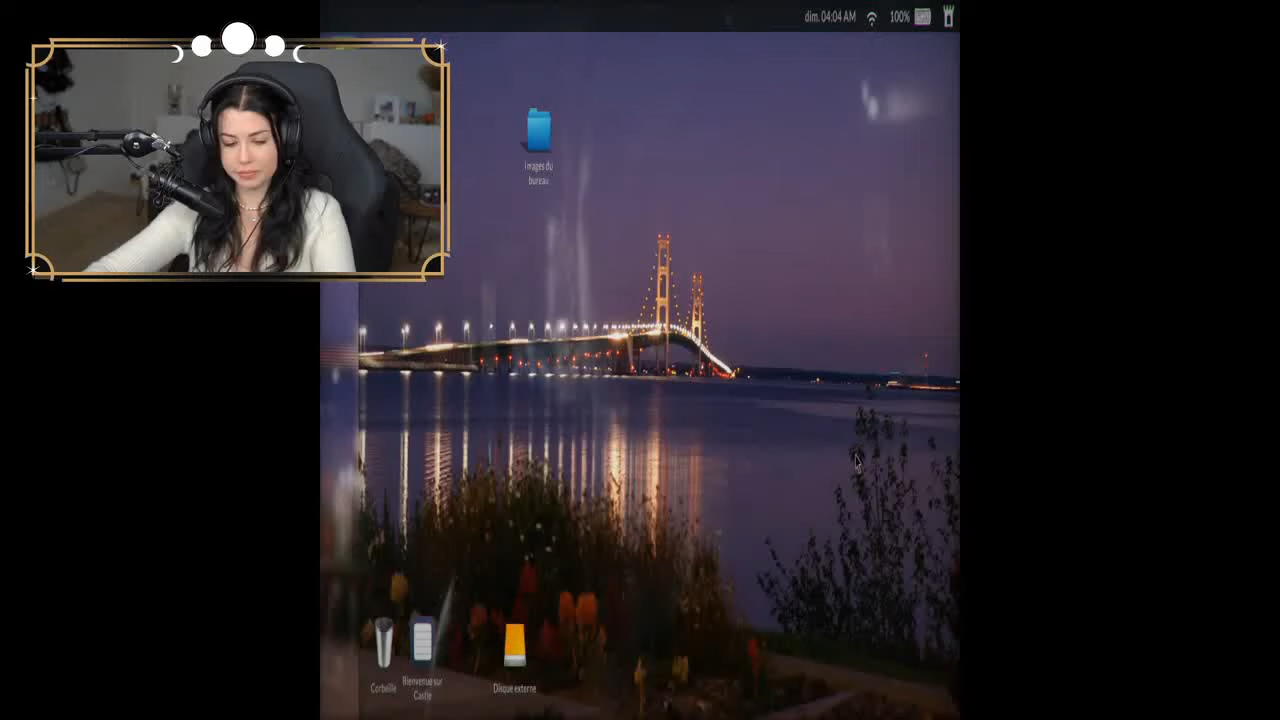 dim. 04:04 AM 100%
Images du
bureau
Corbeille
Bienvenue sur
Castle
Disque externe